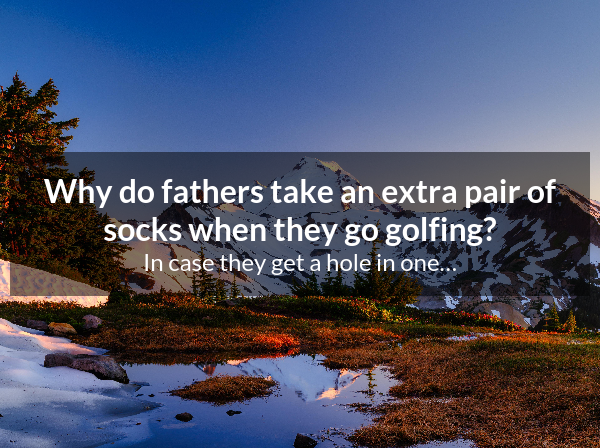 Why do fathers take an extra pair of
socks when they go golfing?
In case they get a hole in one...